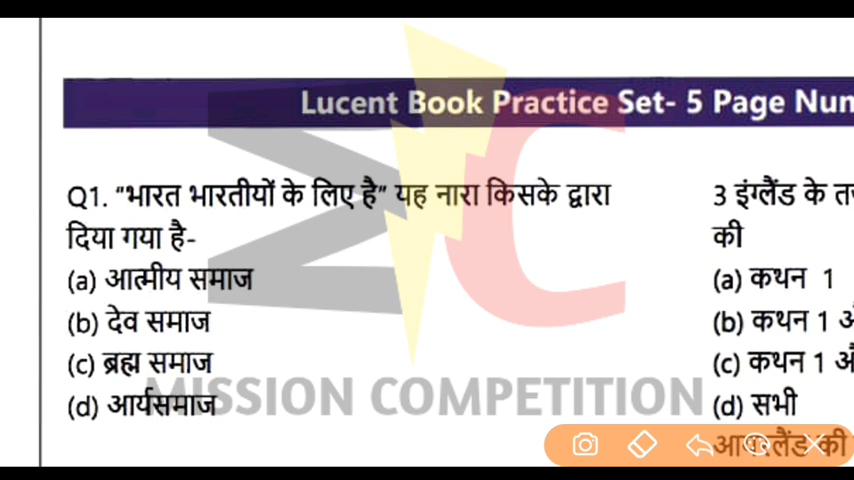 Lucent Book Practice Set- 5 Page Num
Q1. “भारत भारतीयों के लिए है” यह नारा किसके द्वारा
दिया गया है-
(a) आत्मीय समाज
(b) देव समाज
(c) ब्रह्म समाज
(d) आर्यसमाज
3 इंग्लैंड के
की
(a) कथन 1
(b) कथन 1
(c) कथन 1
(d) सभी
की
MISSION COMPETITION